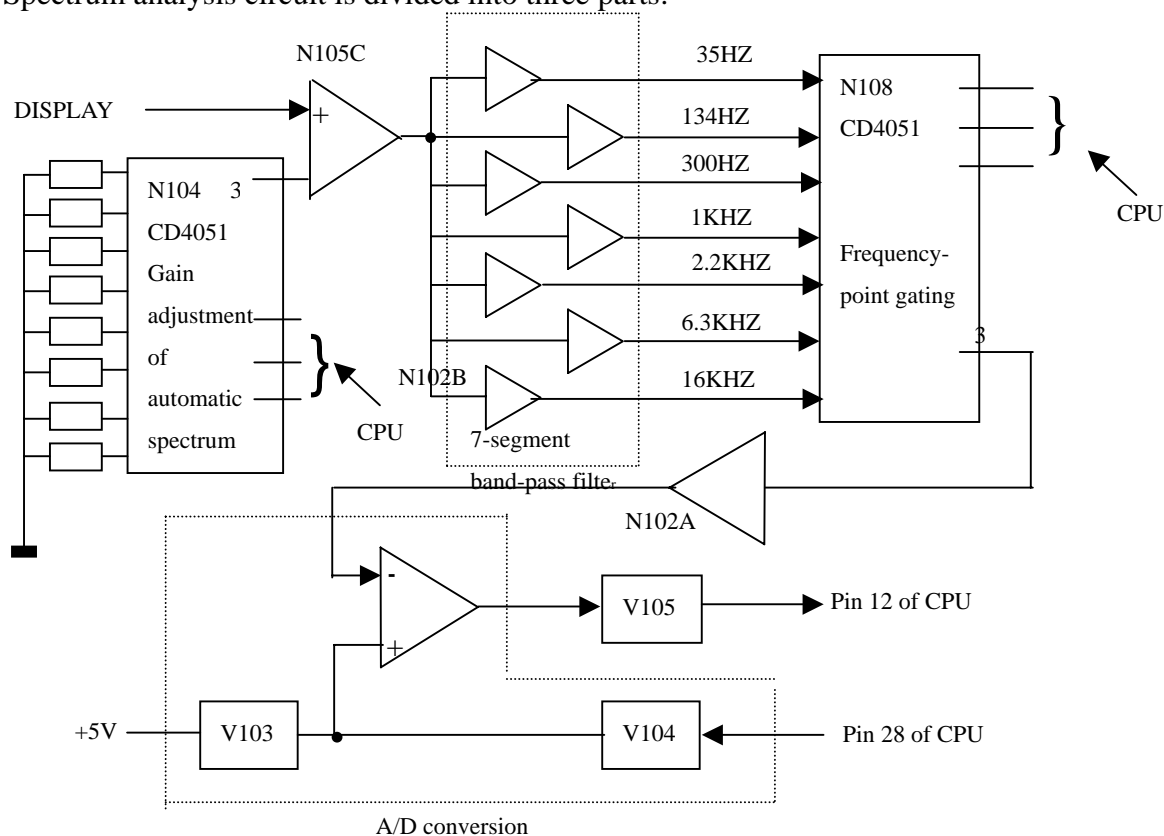 Spectrum analysis circuit is divided into three parts:
N105C
DISPLAY
+
N104 3
CD4051
Gain
adjustment
of
automatic
spectrum
}
CPU
35HZ
134HZ
300HZ
1KHZ
2.2KHZ
6.3KHZ
16KHZ
N102B
7-segment
band-pass filter
N108
CD4051
Frequency-
point gating
3
}
CPU
N102A
-
+
V105
Pin 12 of CPU
+5V
V103
V104
Pin 28 of CPU
A/D conversion